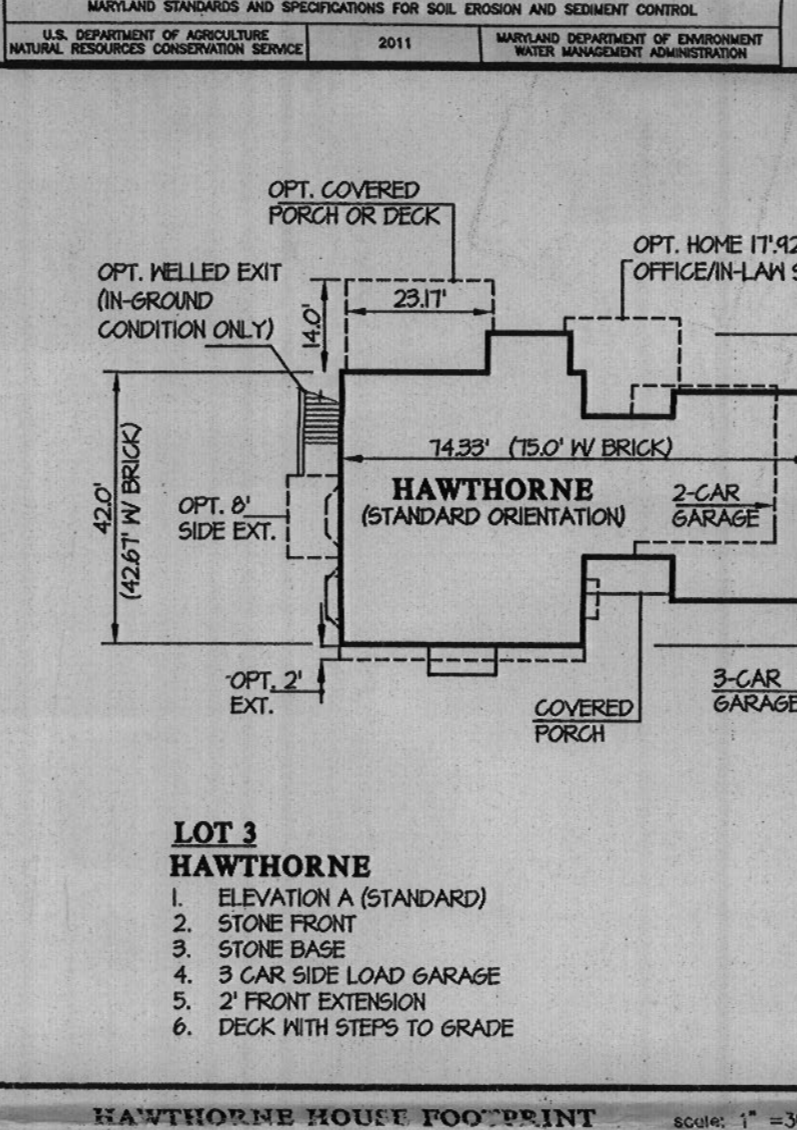 MARYLAND STANDARDS AND SPECIFICATIONS FOR SOIL EROSION AND SEDIMENT CONTROL
U.S. DEPARTMENT OF AGRICULTURE
NATURAL RESOURCES CONSERVATION SERVICE
2011
MARYLAND DEPARTMENT OF ENVIRONMENT
WATER MANAGEMENT ADMINISTRATION
OPT. COVERED
PORCH OR DECK
OPT. HOME 17'.92
OFFICE/IN-LAW S
OPT. WELLED EXIT
(IN-GROUND
CONDITION ONLY)
14.0'
23.17'
74.33' (75.0' W/ BRICK)
HAWTHORNE
(STANDARD ORIENTATION)
2-CAR
GARAGE
42.0'
(42.67' W/ BRICK)
OPT. 8'
SIDE EXT.
OPT. 2'
EXT.
COVERED
PORCH
3-CAR
GARAGE
LOT 3
HAWTHORNE
1. ELEVATION A (STANDARD)
2. STONE FRONT
3. STONE BASE
4. 3 CAR SIDE LOAD GARAGE
5. 2' FRONT EXTENSION
6. DECK WITH STEPS TO GRADE
HAWTHORNE HOUSE FOOTPRINT
scale: 1" =3